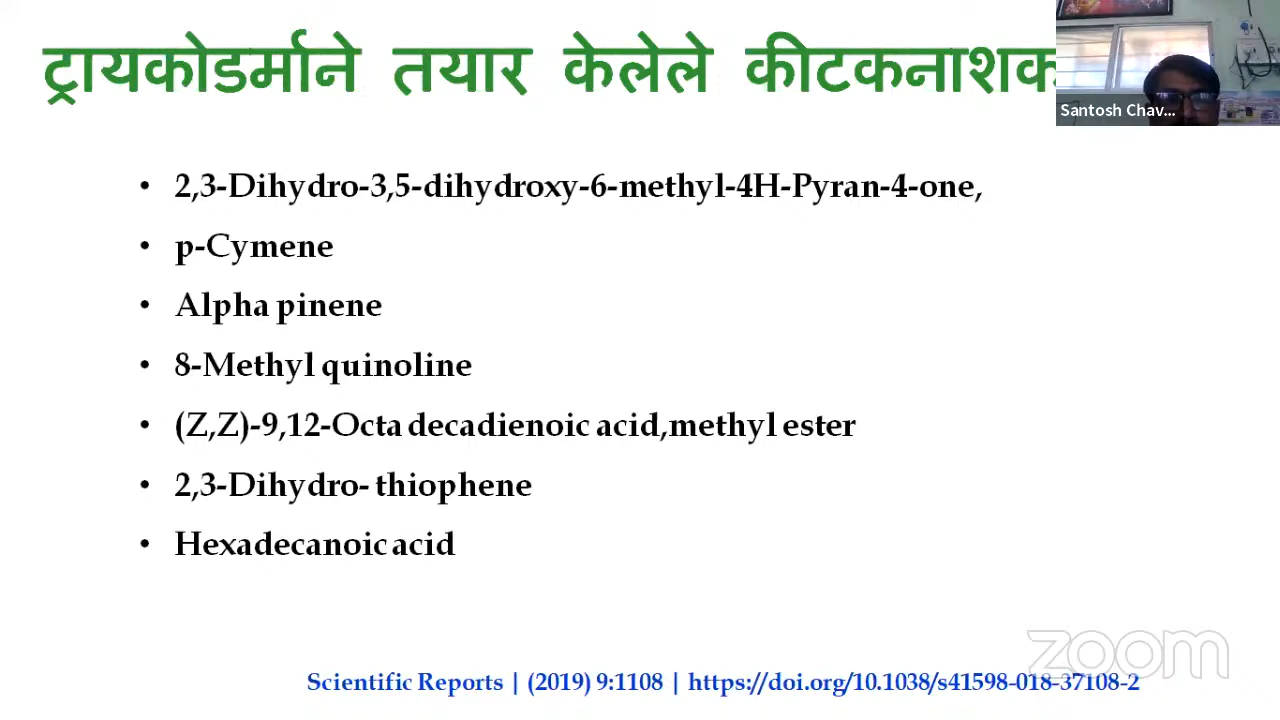 ट्रायकोडर्माने तयार केलेले कीटकनाशक
Santosh Chav...
• 2,3-Dihydro-3,5-dihydroxy-6-methyl-4H-Pyran-4-one,
• p-Cymene
• Alpha pinene
• 8-Methyl quinoline
• (Z,Z)-9,12-Octa decadienoic acid,methyl ester
• 2,3-Dihydro- thiophene
• Hexadecanoic acid
zoom
Scientific Reports | (2019) 9:1108 | https://doi.org/10.1038/s41598-018-37108-2